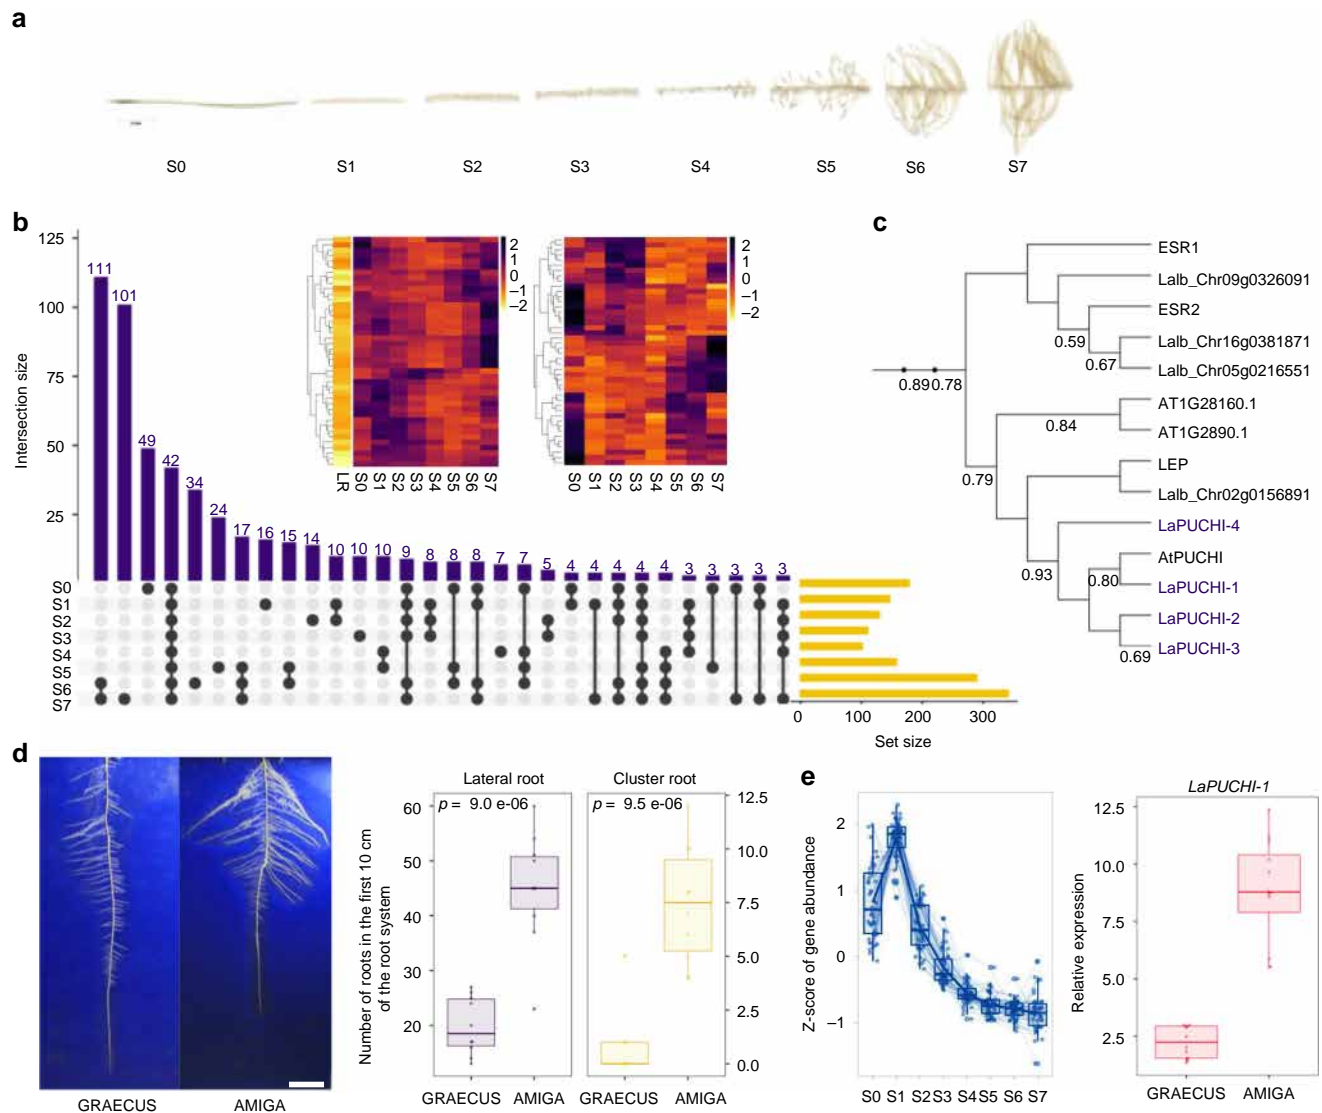 a
S0 S1 S2 S3 S4 S5 S6 S7
b
Intersection size
125
100
75
50
25
111 101 49 42 34 24 17 16 15 14 10 10 10 9 8 8 8 7 7 5 4 4 4 4 4 3 3 3 3 3
2
1
0
−1
−2
LR S0 S1 S2 S3 S4 S5 S6 S7
2
1
0
−1
−2
S0 S1 S2 S3 S4 S5 S6 S7
S0
S1
S2
S3
S4
S5
S6
S7
0 100 200 300
Set size
c
ESR1
Lalb_Chr09g0326091
ESR2
0.59
Lalb_Chr16g0381871
0.67
Lalb_Chr05g0216551
0.89 0.78
AT1G28160.1
0.84
AT1G2890.1
LEP
0.79
Lalb_Chr02g0156891
LaPUCHI-4
AtPUCHI
0.93
0.80
LaPUCHI-1
LaPUCHI-2
0.69
LaPUCHI-3
d
GRAECUS AMIGA
Number of roots in the first 10 cm
of the root system
Lateral root
p = 9.0 e-06
60
50
40
30
20
GRAECUS AMIGA
Cluster root
p = 9.5 e-06
12.5
10.0
7.5
5.0
2.5
0.0
GRAECUS AMIGA
e
Z-score of gene abundance
2
1
0
−1
S0 S1 S2 S3 S4 S5 S6 S7
LaPUCHI-1
Relative expression
12.5
10.0
7.5
5.0
2.5
GRAECUS AMIGA